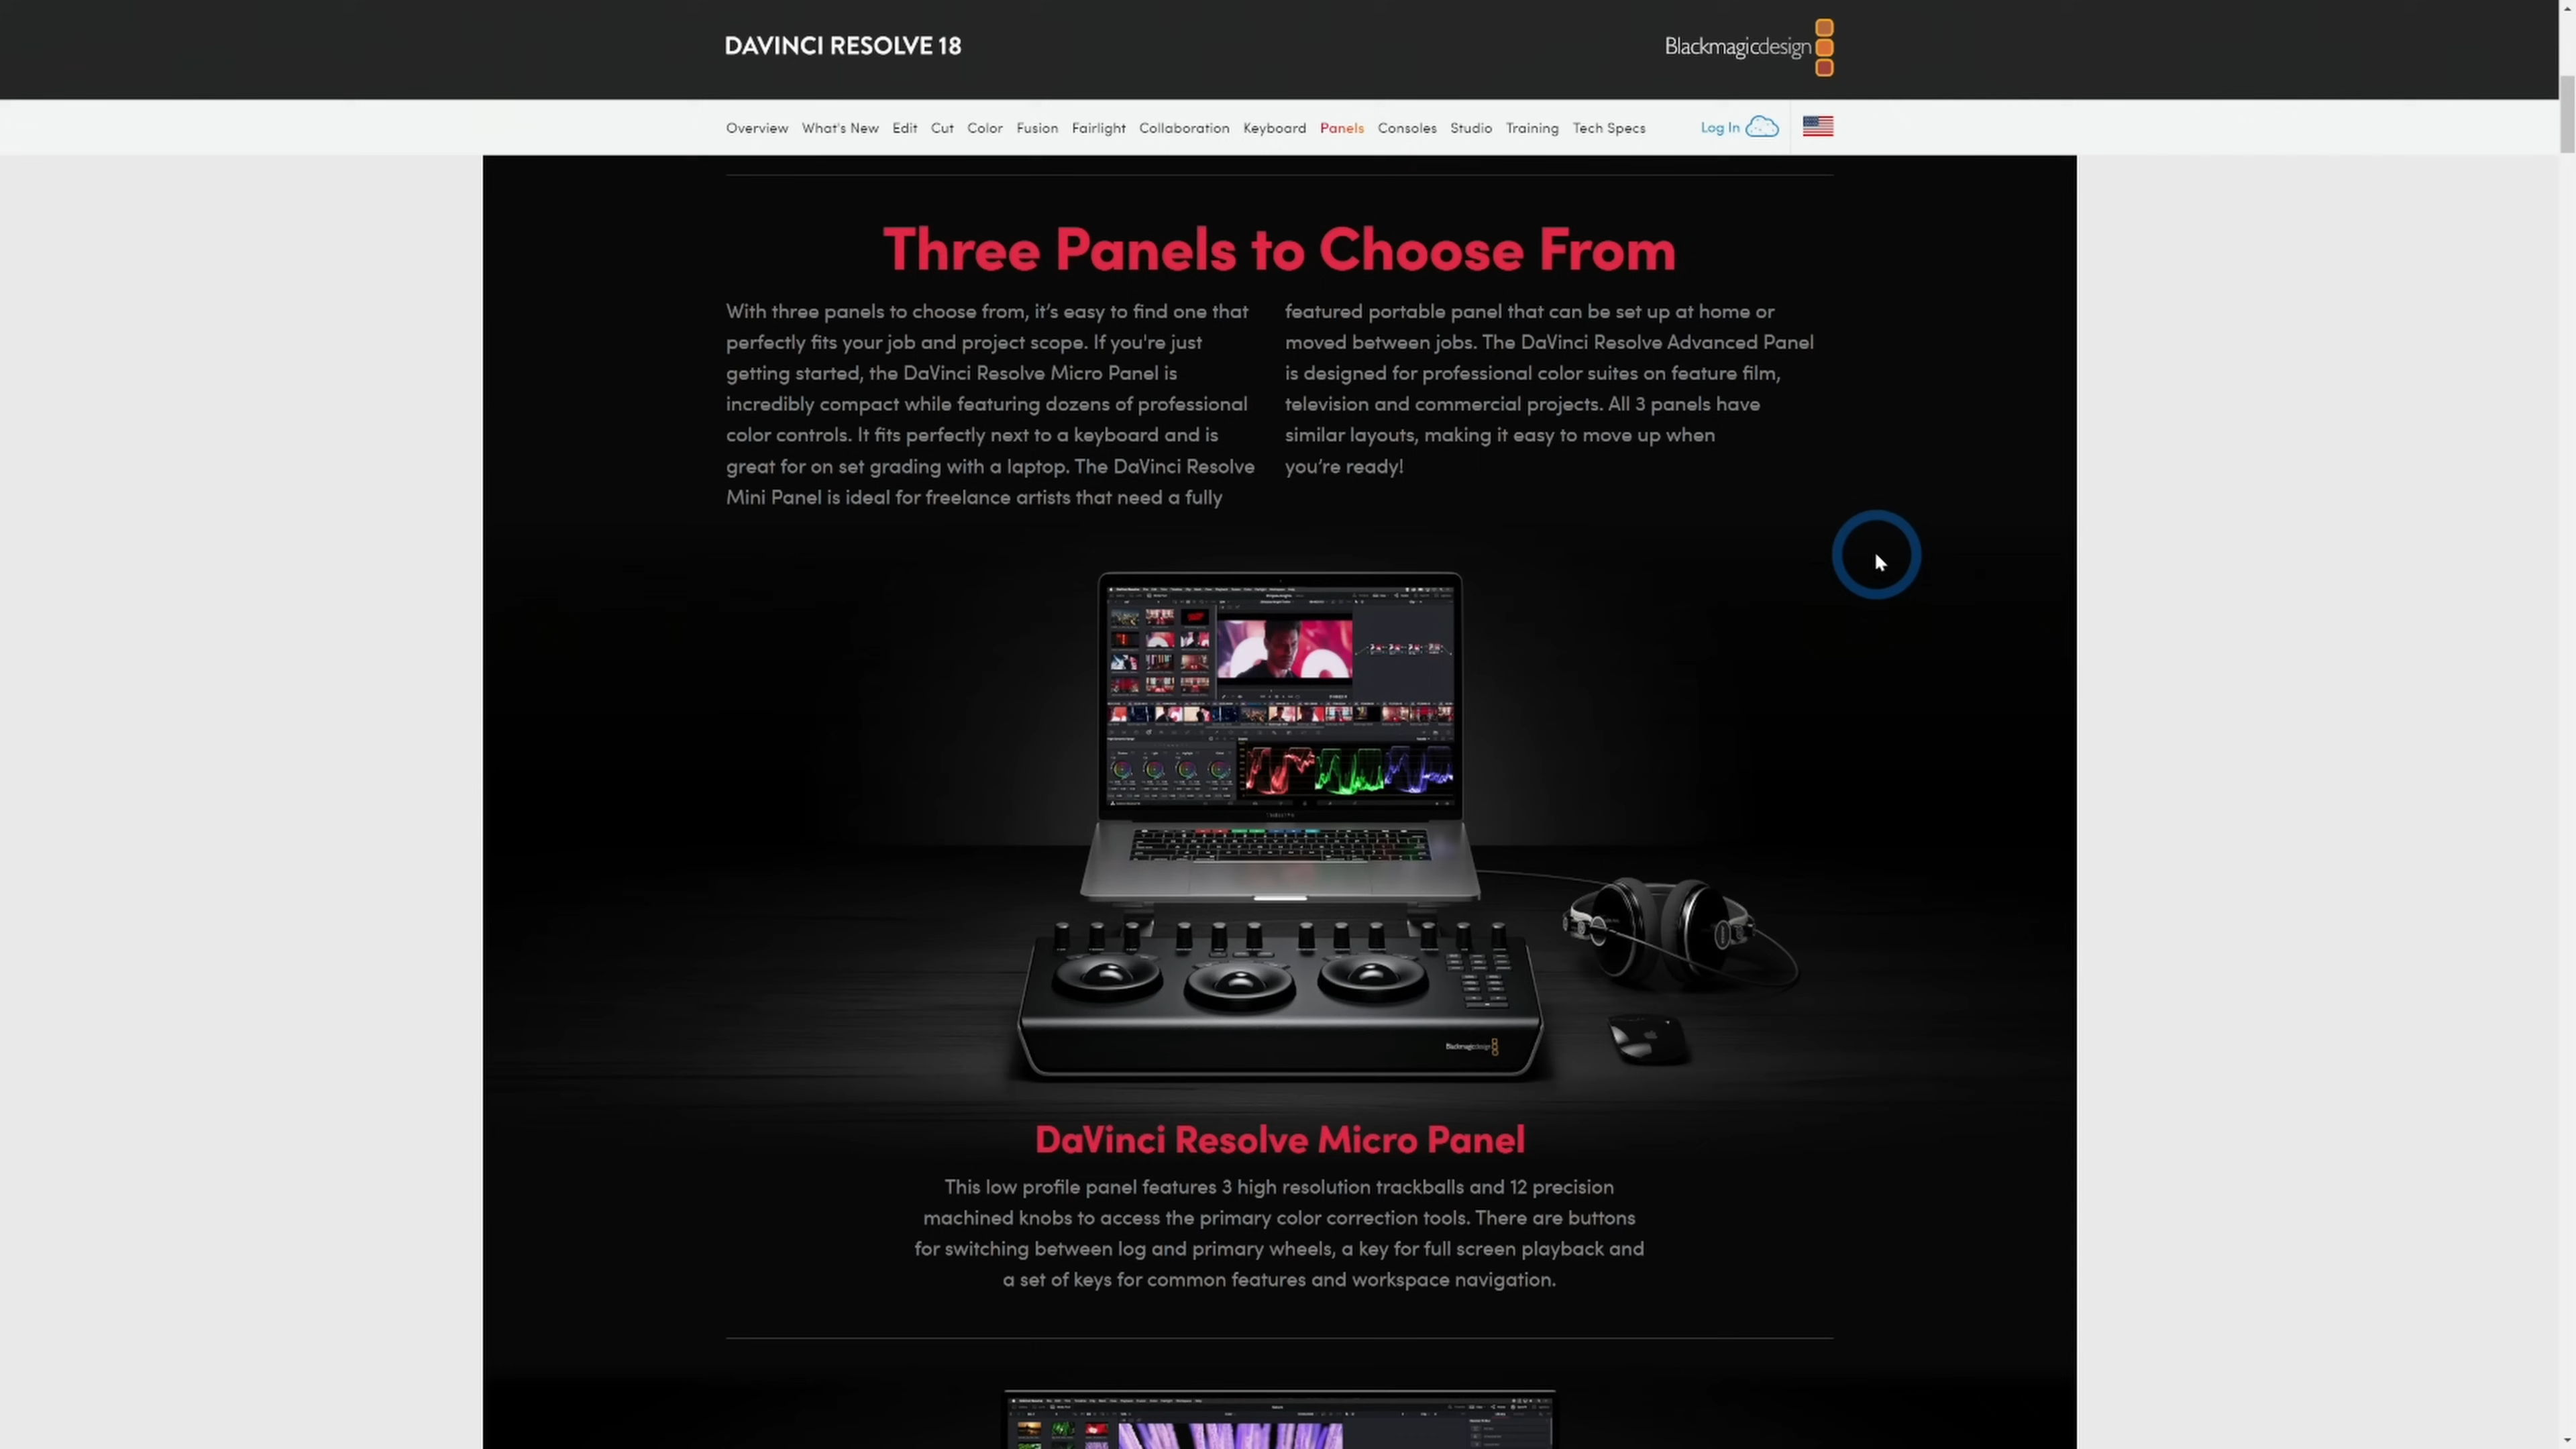 DAVINCI RESOLVE 18
Blackmagicdesign
Overview What's New Edit Cut Color Fusion Fairlight Collaboration Keyboard Panels Consoles Studio Training Tech Specs Log In
Three Panels to Choose From
With three panels to choose from, it’s easy to find one that
perfectly fits your job and project scope. If you're just
getting started, the DaVinci Resolve Micro Panel is
incredibly compact while featuring dozens of professional
color controls. It fits perfectly next to a keyboard and is
great for on set grading with a laptop. The DaVinci Resolve
Mini Panel is ideal for freelance artists that need a fully
featured portable panel that can be set up at home or
moved between jobs. The DaVinci Resolve Advanced Panel
is designed for professional color suites on feature film,
television and commercial projects. All 3 panels have
similar layouts, making it easy to move up when
you’re ready!
Blackmagicdesign
DaVinci Resolve Micro Panel
This low profile panel features 3 high resolution trackballs and 12 precision
machined knobs to access the primary color correction tools. There are buttons
for switching between log and primary wheels, a key for full screen playback and
a set of keys for common features and workspace navigation.